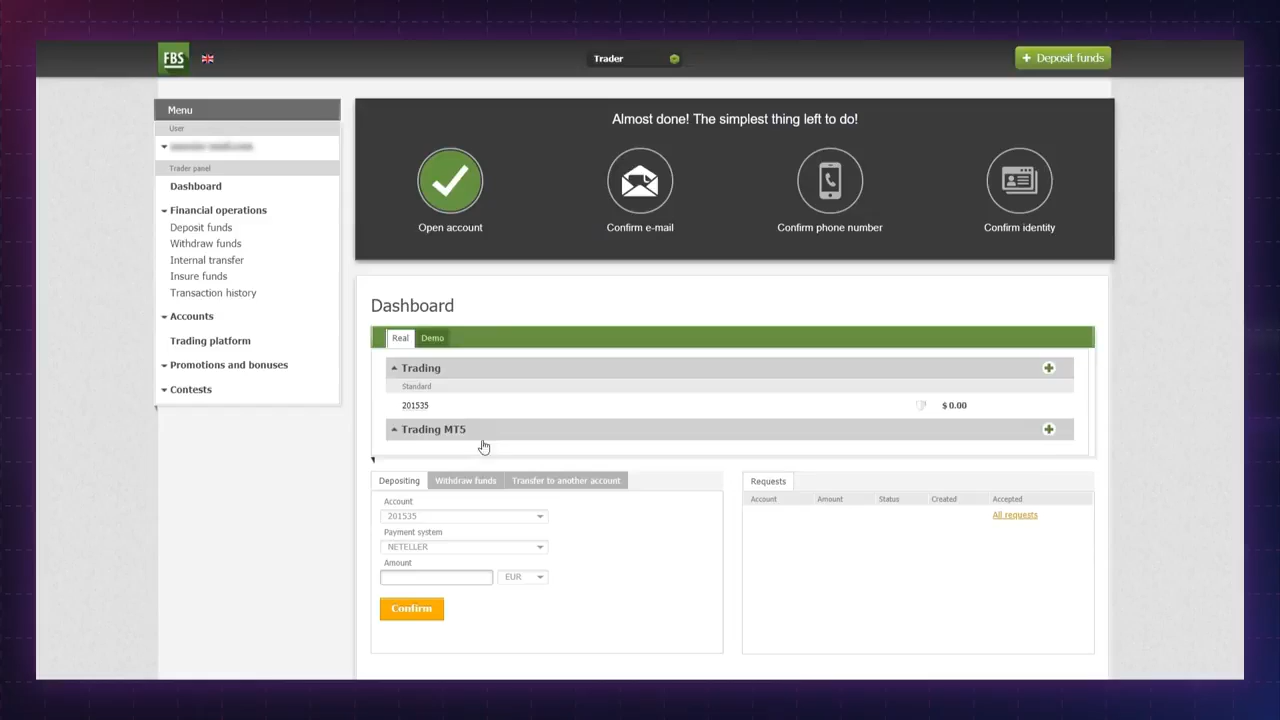 FBS
Trader
+ Deposit funds
Menu
User
Trader panel
Dashboard
Financial operations
Deposit funds
Withdraw funds
Internal transfer
Insure funds
Transaction history
Accounts
Trading platform
Promotions and bonuses
Contests
Almost done! The simplest thing left to do!
Open account
Confirm e-mail
Confirm phone number
Confirm identity
Dashboard
Real Demo
Trading
Standard
201535 $ 0.00
Trading MT5
Depositing Withdraw funds Transfer to another account
Account
201535
Payment system
NETELLER
Amount
EUR
Confirm
Requests
Account Amount Status Created Accepted
All requests